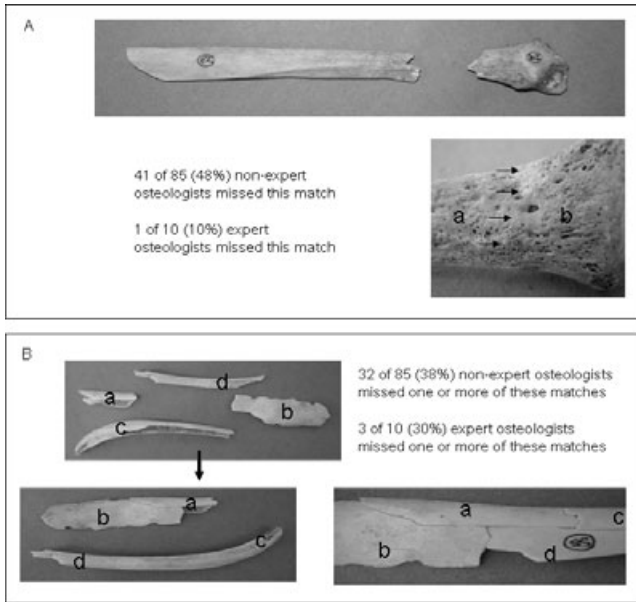 A
41 of 85 (48%) non-expert
osteologists missed this match
1 of 10 (10%) expert
osteologists missed this match
a
b
B
d
a
b
c
32 of 85 (38%) non-expert osteologists
missed one or more of these matches
3 of 10 (30%) expert osteologists
missed one or more of these matches
a
b
c
d
a
c
b
d